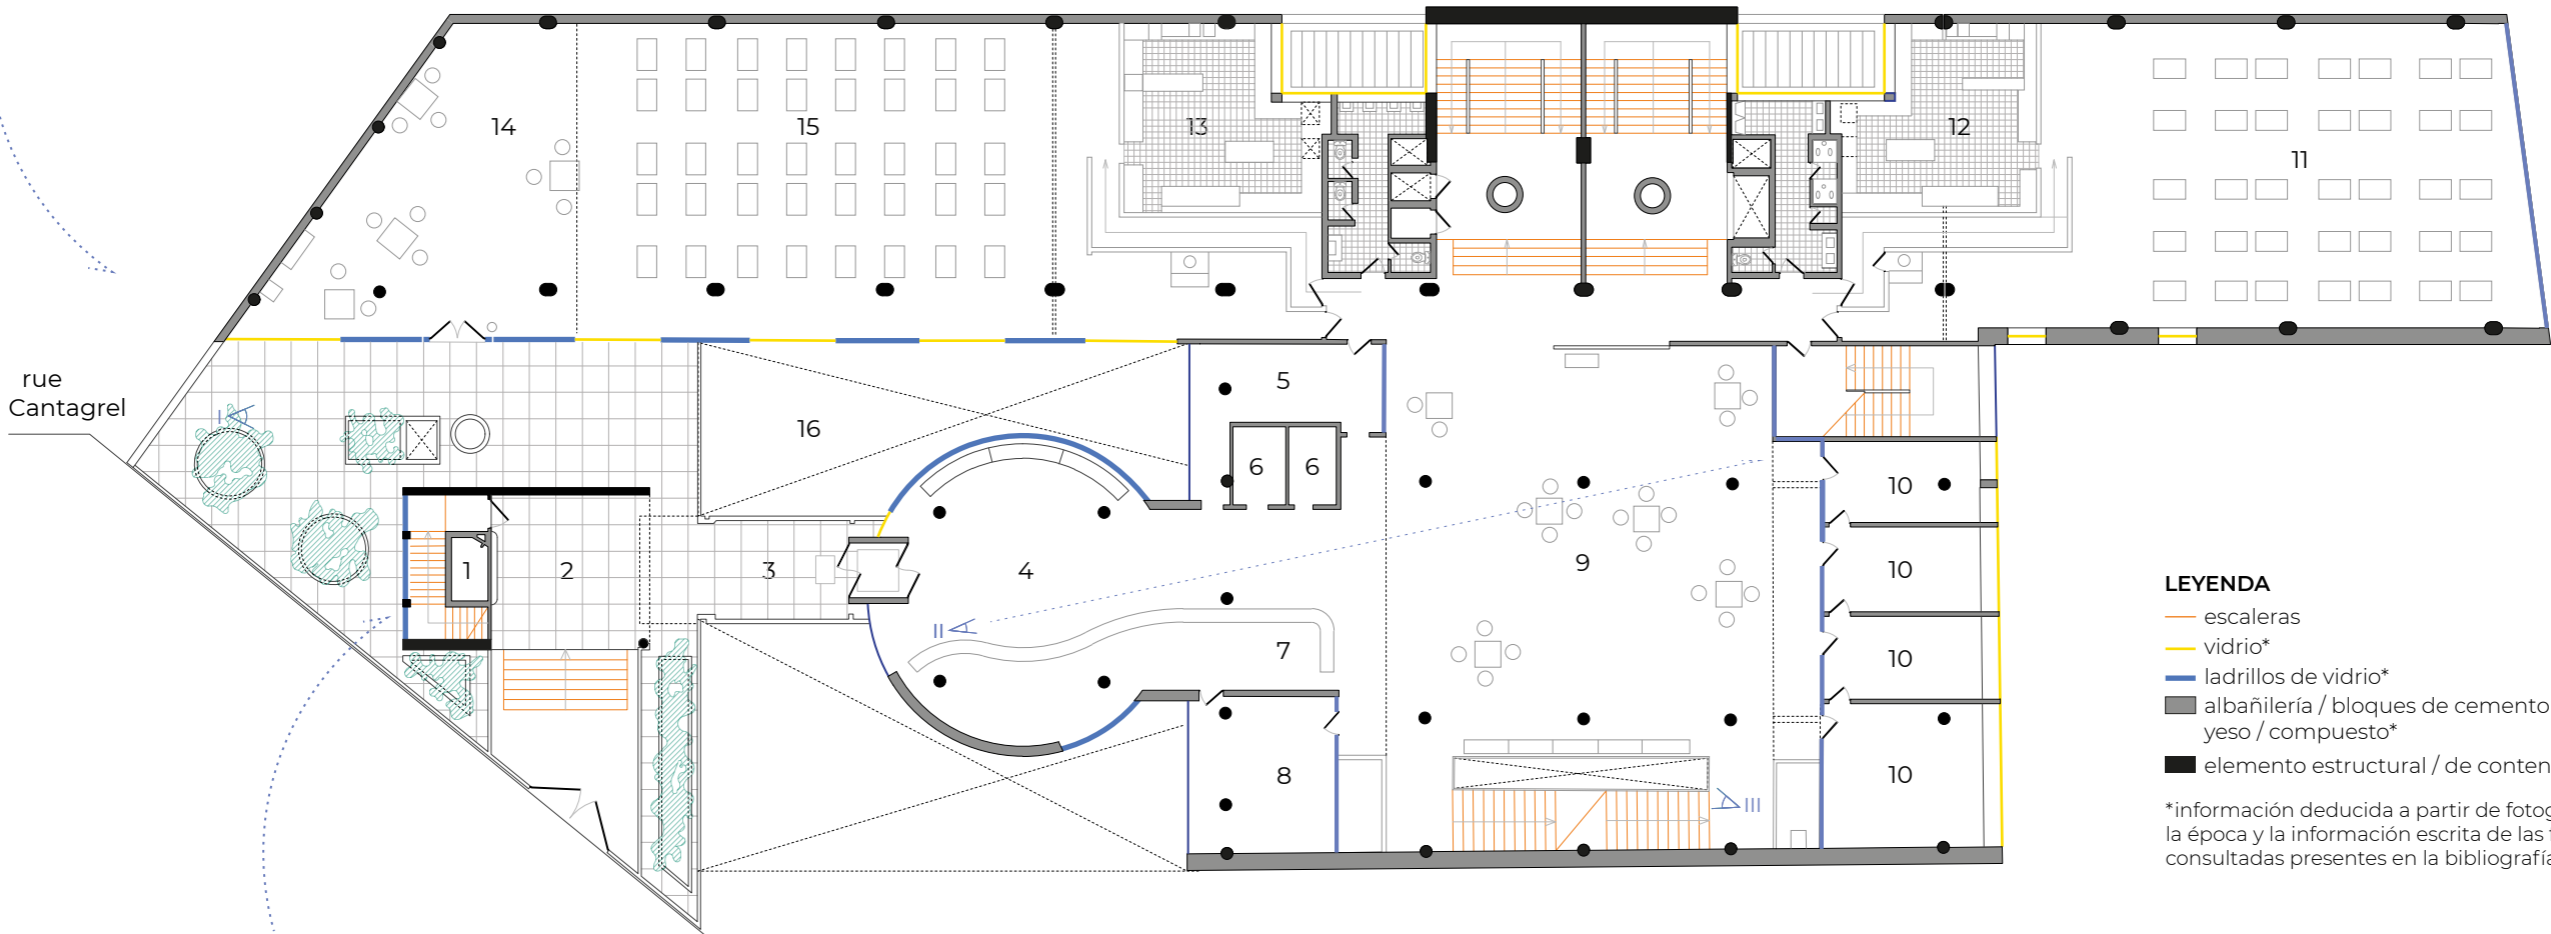 14
15
13
12
11
rue
Cantagrel
I
16
5
6
6
10
1
2
3
4
9
10
II
7
10
8
10
III
LEYENDA
escaleras
vidrio*
ladrillos de vidrio*
albañilería / bloques de cemento
yeso / compuesto*
elemento estructural / de conten
*información deducida a partir de fotog
la época y la información escrita de las
consultadas presentes en la bibliografía